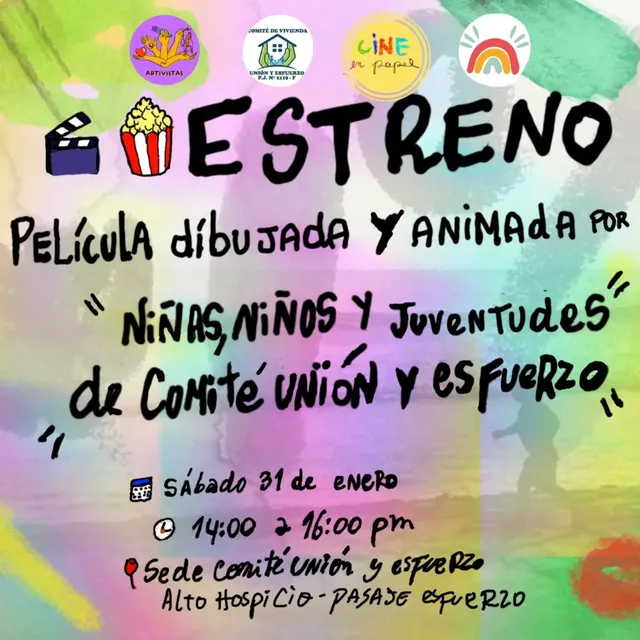 ARTIVISTAS
COMITÉ DE VIVIENDA
UNIÓN Y ESFUERZO
P.J. Nº 2219-F
CINE
en papel
ESTRENO
PELÍCULA dibUJADA Y ANIMAdA POR
"NIÑAS, NIÑOS Y JUVENTUdES"
"de COMité UNIÓN Y esFUeRZO"
SÁbAdO 31 de eNeRO
14:00 a 16:00 pm
Sede Comité Unión y esfueRZO
ALTO HOSPICIO - PASAJE esFUeRZO